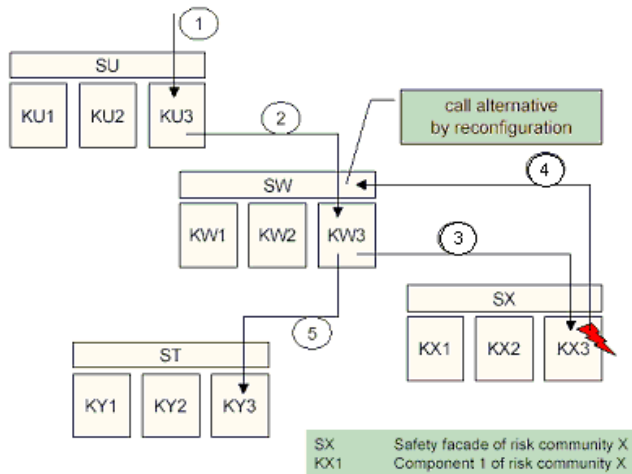 1
SU
KU1 KU2 KU3
2
call alternative
by reconfiguration
SW
4
KW1 KW2 KW3
3
SX
5
KX1 KX2 KX3
ST
KY1 KY2 KY3
SX Safety facade of risk community X
KX1 Component 1 of risk community X